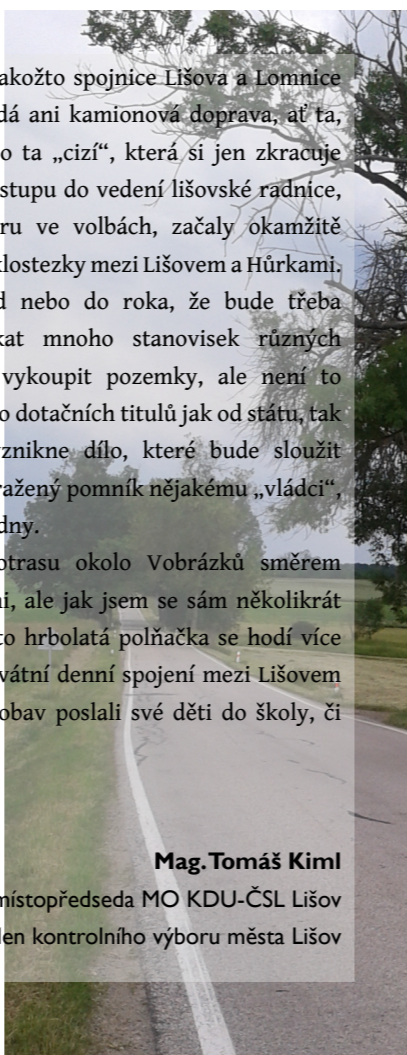 akožto spojnice Lišova a Lomnice
dá ani kamionová doprava, ať ta,
o ta „cizí“, která si jen zkracuje
stupu do vedení lišovské radnice,
ru ve volbách, začaly okamžitě
klostezky mezi Lišovem a Hůrkami.
d nebo do roka, že bude třeba
kat mnoho stanovisek různých
vykoupit pozemky, ale není to
o dotačních titulů jak od státu, tak
vznikne dílo, které bude sloužit
ražený pomník nějakému „vládci“,
dny.
otrasu okolo Vobrázků směrem
ni, ale jak jsem se sám několikrát
to hrbolatá polňačka se hodí více
vátní denní spojení mezi Lišovem
obav poslali své děti do školy, či
Mag. Tomáš Kiml
místopředseda MO KDU-ČSL Lišov
len kontrolního výboru města Lišov